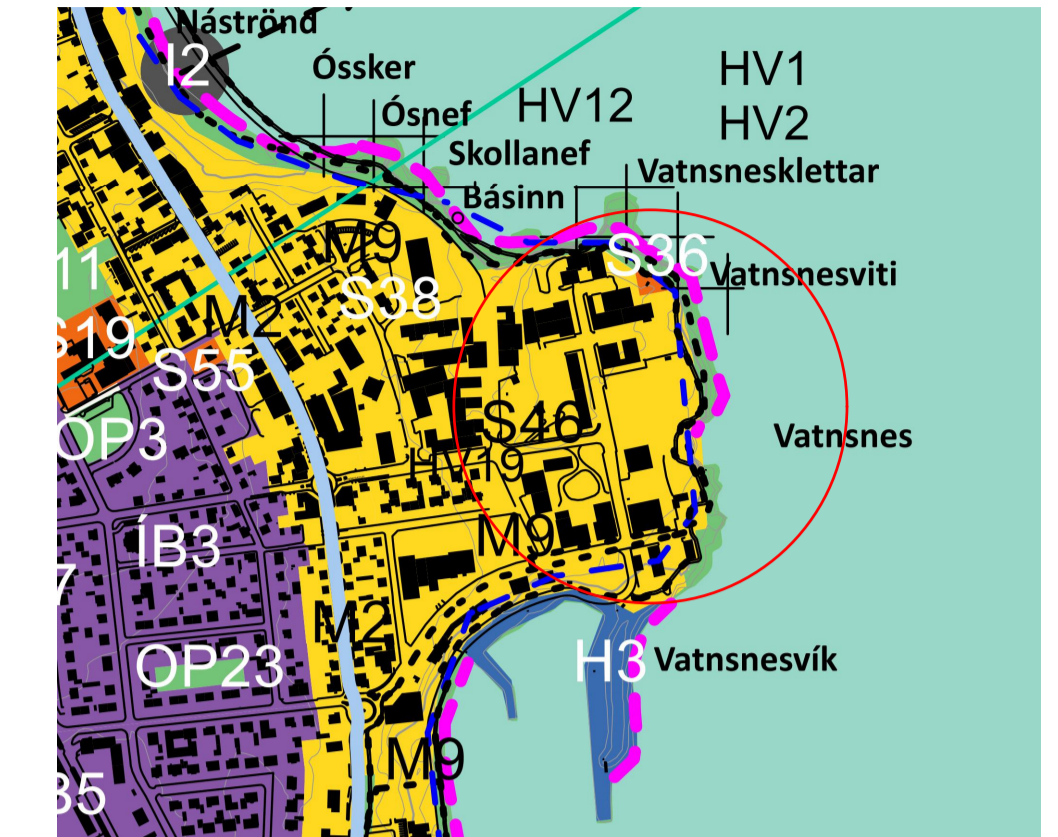 Náströnd
I2
Óssker
HV1
HV12
Ósnef
HV2
Skollanef
Vatnsnesklettar
Básinn
M9
S36
11
Vatnsnesviti
S38
M2
S19
S55
S46
OP3
Vatnsnes
HV19
M9
ÍB3
7
M2
OP23
H3
Vatnsnesvík
M9
35